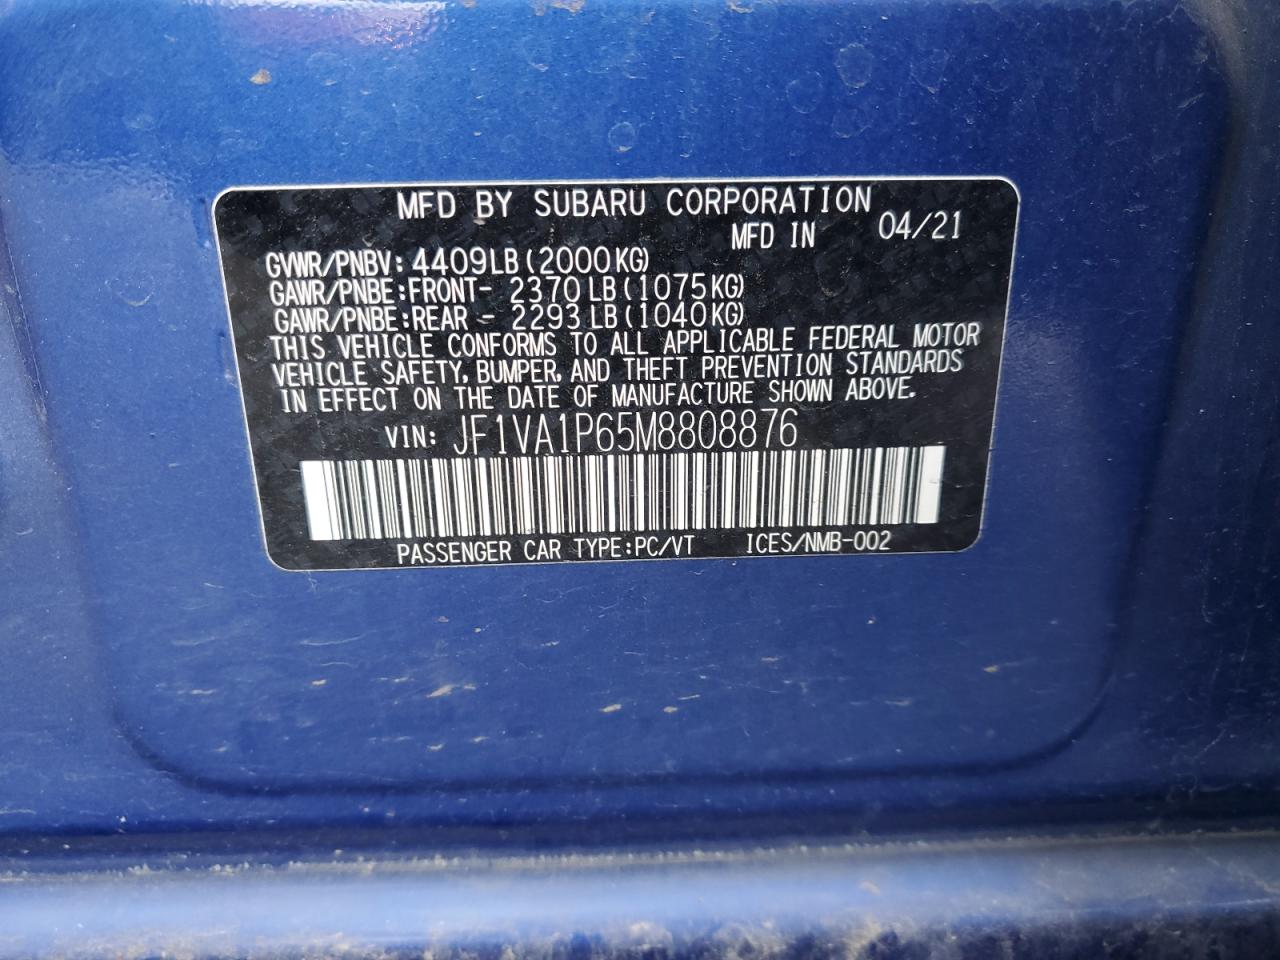 MFD BY SUBARU CORPORATION
MFD IN 04/21
GVWR/PNBV: 4409LB(2000KG)
GAWR/PNBE:FRONT- 2370LB(1075KG)
GAWR/PNBE:REAR - 2293LB(1040KG)
THIS VEHICLE CONFORMS TO ALL APPLICABLE FEDERAL MOTOR
VEHICLE SAFETY, BUMPER, AND THEFT PREVENTION STANDARDS
IN EFFECT ON THE DATE OF MANUFACTURE SHOWN ABOVE.
VIN: JF1VA1P65M8808876
PASSENGER CAR TYPE:PC/VT ICES/NMB-002